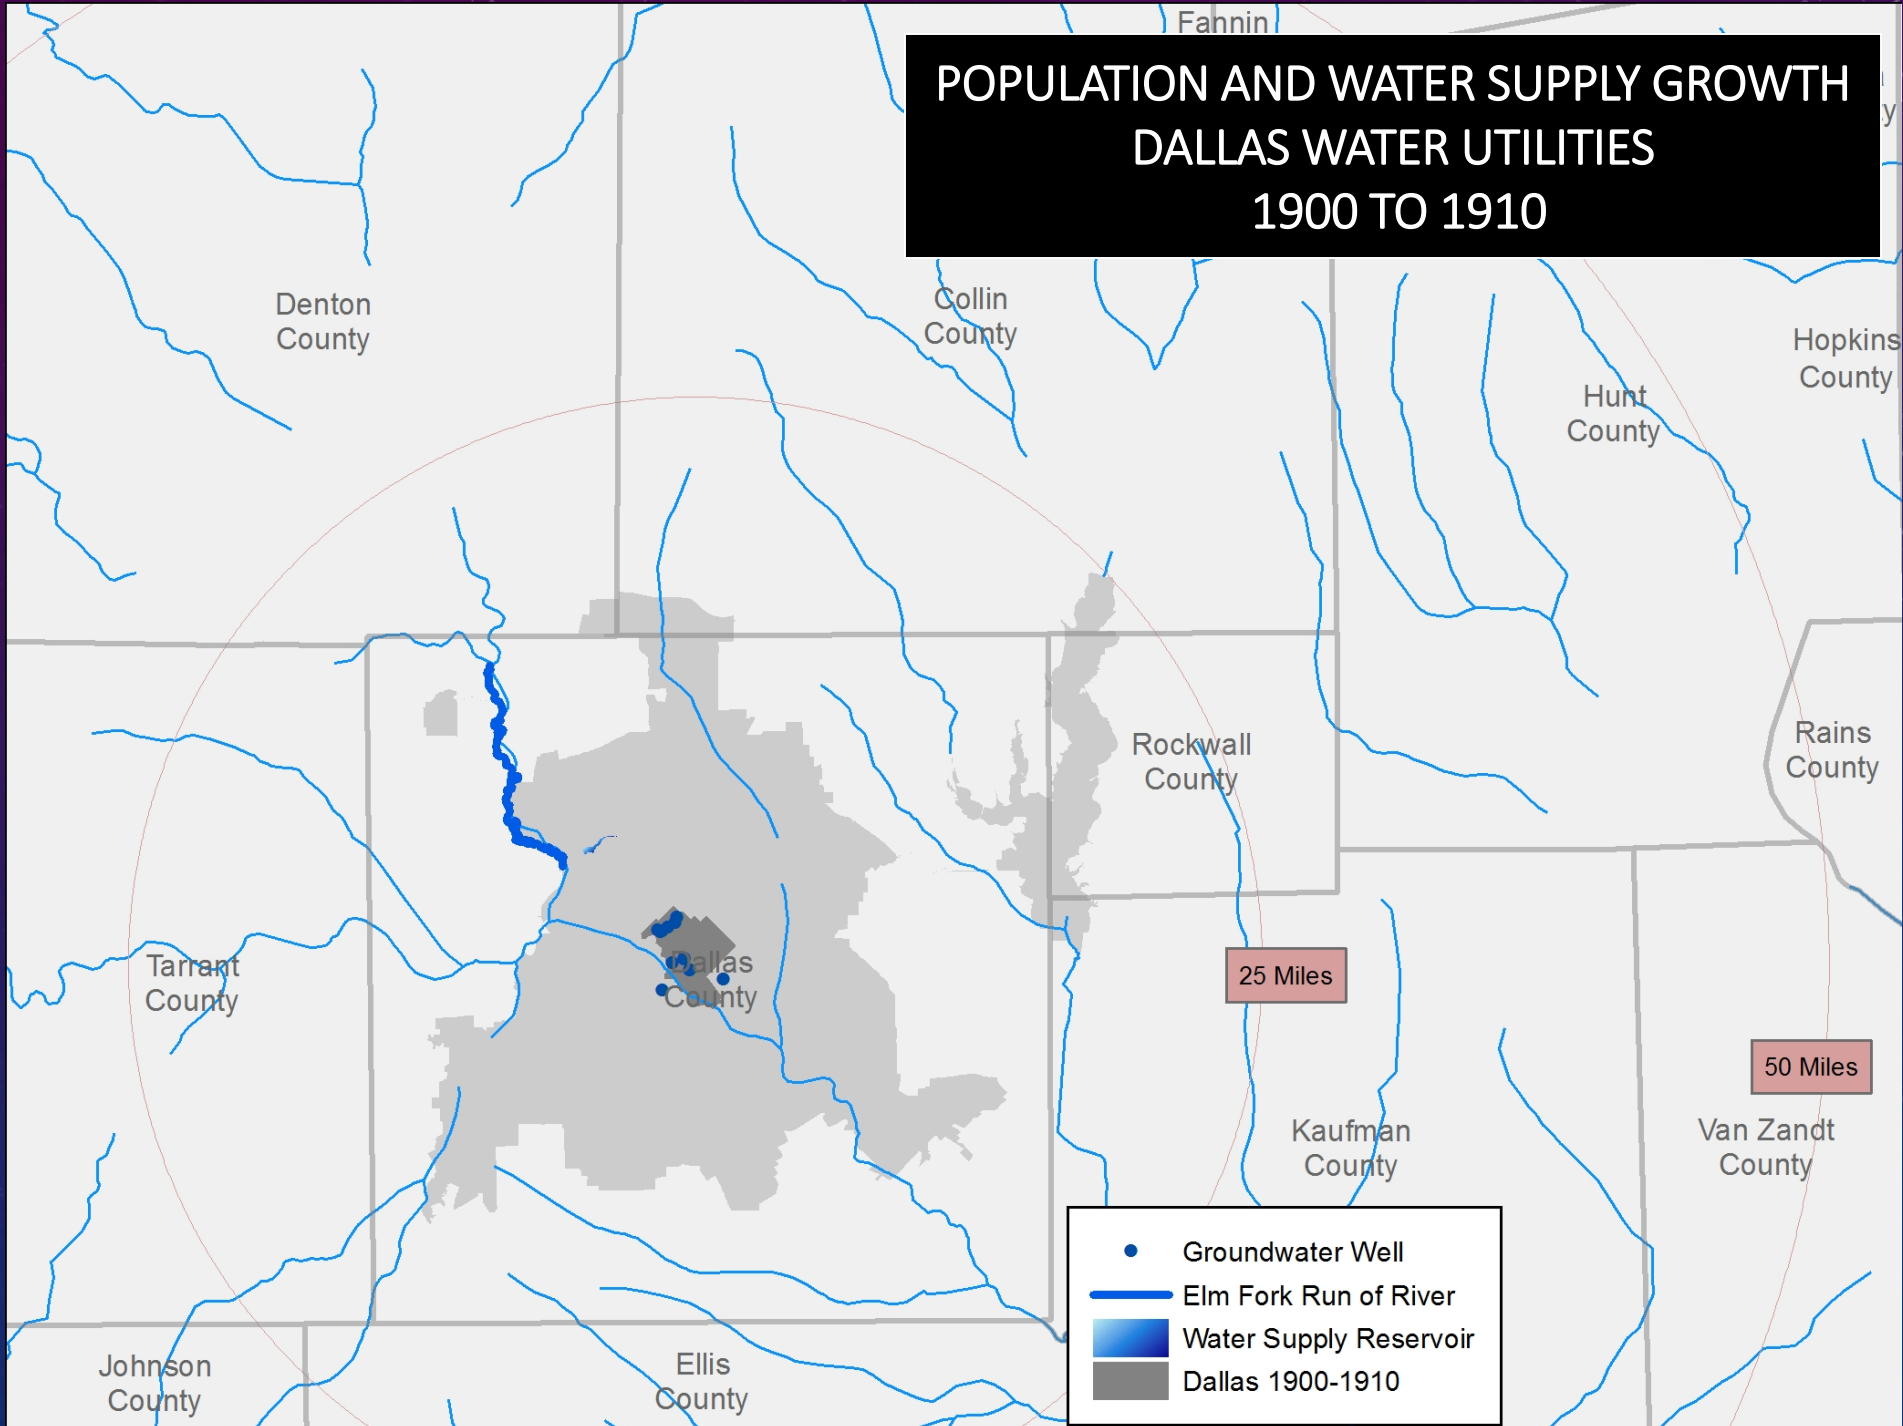 Fannin
POPULATION AND WATER SUPPLY GROWTH
DALLAS WATER UTILITIES
1900 TO 1910
Denton
County
Collin
County
Hopkins
County
Hunt
County
Rockwall
County
Rains
County
Tarrant
County
Dallas
County
25 Miles
50 Miles
Kaufman
County
Van Zandt
County
Groundwater Well
Elm Fork Run of River
Water Supply Reservoir
Dallas 1900-1910
Johnson
County
Ellis
County